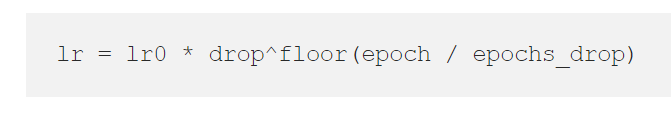 lr = lr0 * drop^floor(epoch / epochs_drop)